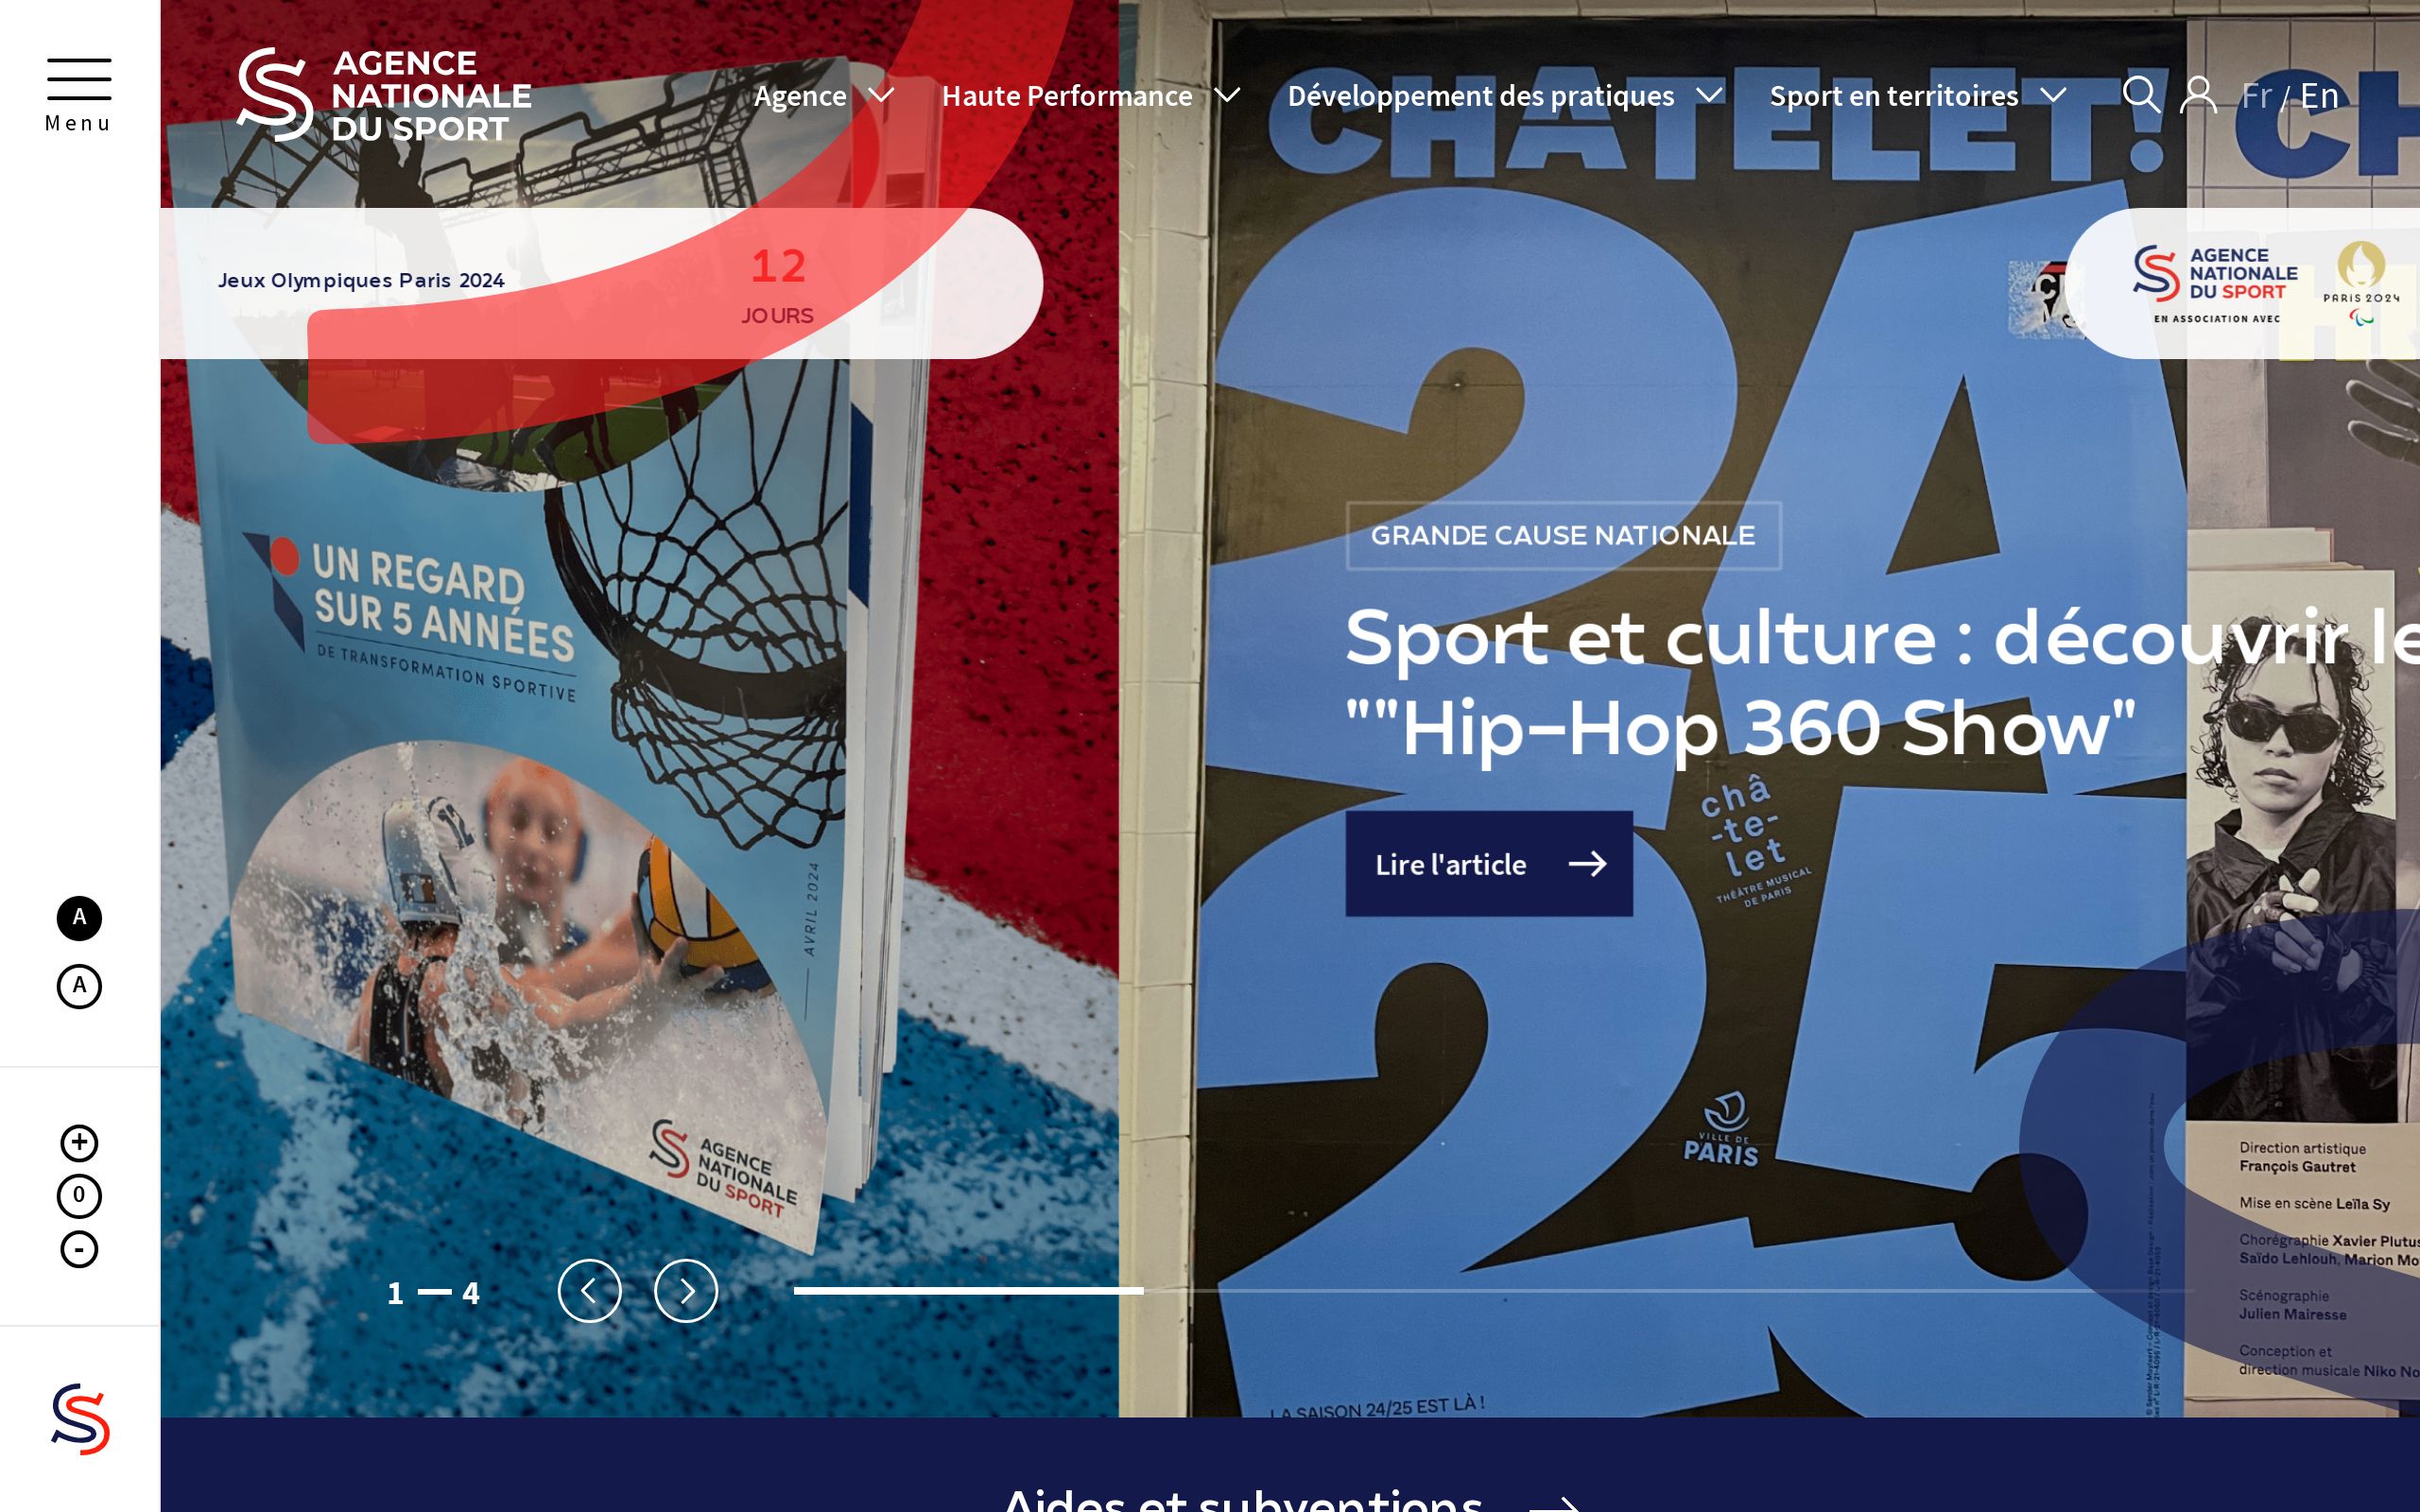 Menu
AGENCE
NATIONALE
DU SPORT
Agence
Haute Performance
Développement des pratiques
Sport en territoires
Fr / En
CHATELET!
CH
Jeux Olympiques Paris 2024
12
JOURS
AGENCE
NATIONALE
DU SPORT
EN ASSOCIATION AVEC
PARIS 2024
2A
25
UN REGARD
SUR 5 ANNÉES
DE TRANSFORMATION SPORTIVE
AVRIL 2024
AGENCE
NATIONALE
DU SPORT
GRANDE CAUSE NATIONALE
Sport et culture : découvrir le
""Hip-Hop 360 Show"
Lire l'article
châ
-te-
let
THÉÂTRE MUSICAL
DE PARIS
VILLE DE
PARIS
Direction artistique
François Gautret
Mise en scène Leïla Sy
Chorégraphie Xavier Plutus
Saïdo Lehlouh, Marion Mo
Scénographie
Julien Mairesse
Conception et
direction musicale Niko No
LA SAISON 24/25 EST LÀ !
A
A
+
0
-
1 — 4
Aides et subventions